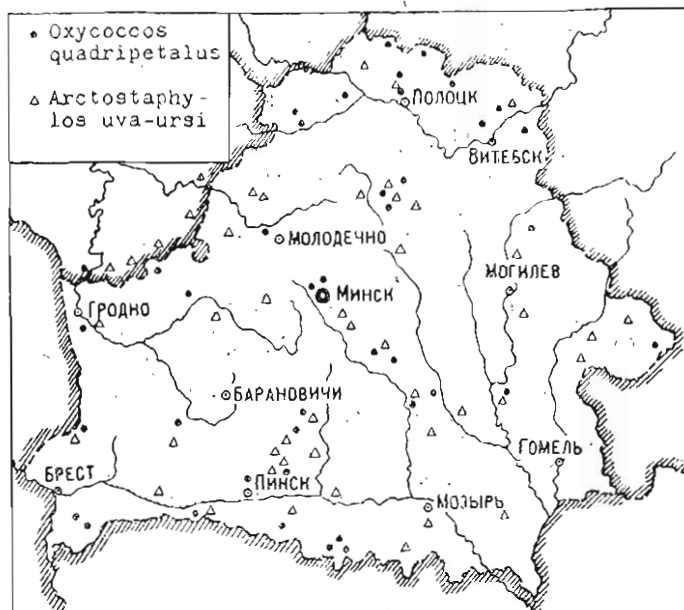 Oxycoccos
quadripetalus
Arctostaphy-
los uva-ursi
ПОЛОЦК
ВИТЕБСК
МОЛОДЕЧНО
МОГИЛЕВ
МИНСК
ГРОДНО
БАРАНОВИЧИ
ГОМЕЛЬ
БРЕСТ
ПИНСК
МОЗЫРЬ